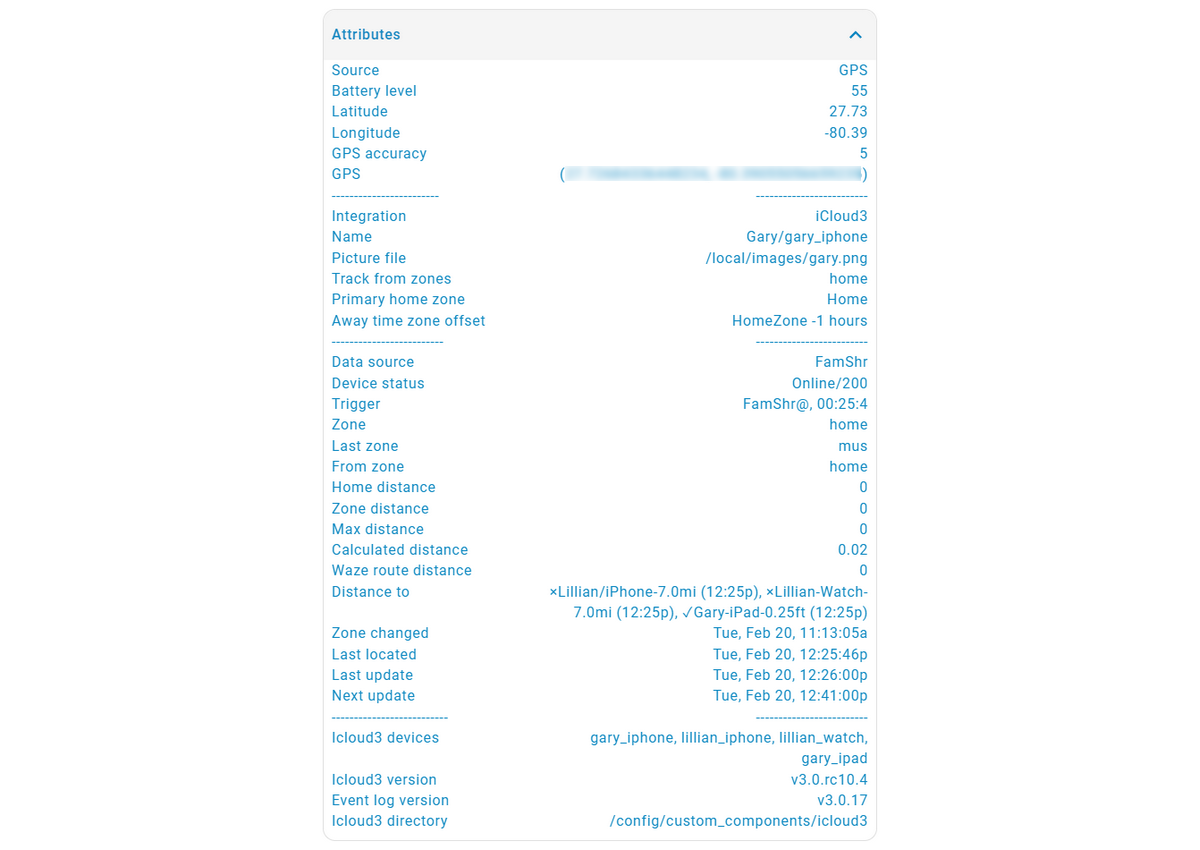 Attributes
Source GPS
Battery level 55
Latitude 27.73
Longitude -80.39
GPS accuracy 5
GPS ( )
------------------------ -------------------------
Integration iCloud3
Name Gary/gary_iphone
Picture file /local/images/gary.png
Track from zones home
Primary home zone Home
Away time zone offset HomeZone -1 hours
------------------------- -------------------------
Data source FamShr
Device status Online/200
Trigger FamShr@, 00:25:4
Zone home
Last zone mus
From zone home
Home distance 0
Zone distance 0
Max distance 0
Calculated distance 0.02
Waze route distance 0
Distance to ×Lillian/iPhone-7.0mi (12:25p), ×Lillian-Watch-
7.0mi (12:25p), ✓Gary-iPad-0.25ft (12:25p)
Zone changed Tue, Feb 20, 11:13:05a
Last located Tue, Feb 20, 12:25:46p
Last update Tue, Feb 20, 12:26:00p
Next update Tue, Feb 20, 12:41:00p
-------------------------- -------------------------
Icloud3 devices gary_iphone, lillian_iphone, lillian_watch,
gary_ipad
Icloud3 version v3.0.rc10.4
Event log version v3.0.17
Icloud3 directory /config/custom_components/icloud3